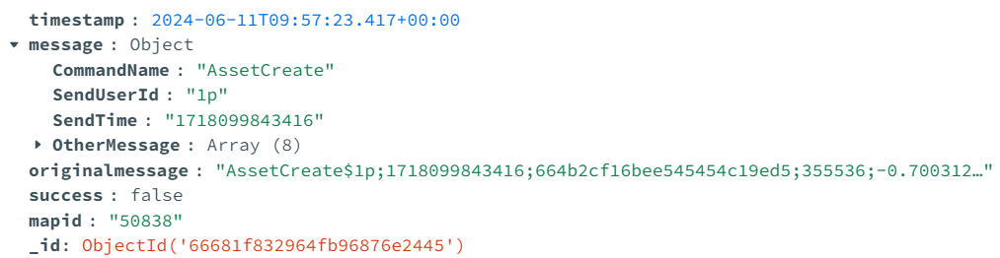 timestamp : 2024-06-11T09:57:23.417+00:00
message : Object
CommandName : "AssetCreate"
SendUserId : "1p"
SendTime : "1718099843416"
OtherMessage : Array (8)
originalmessage : "AssetCreate$1p;1718099843416;664b2cf16bee545454c19ed5;355536;-0.700312…"
success : false
mapid : "50838"
_id: ObjectId('66681f832964fb96876e2445')